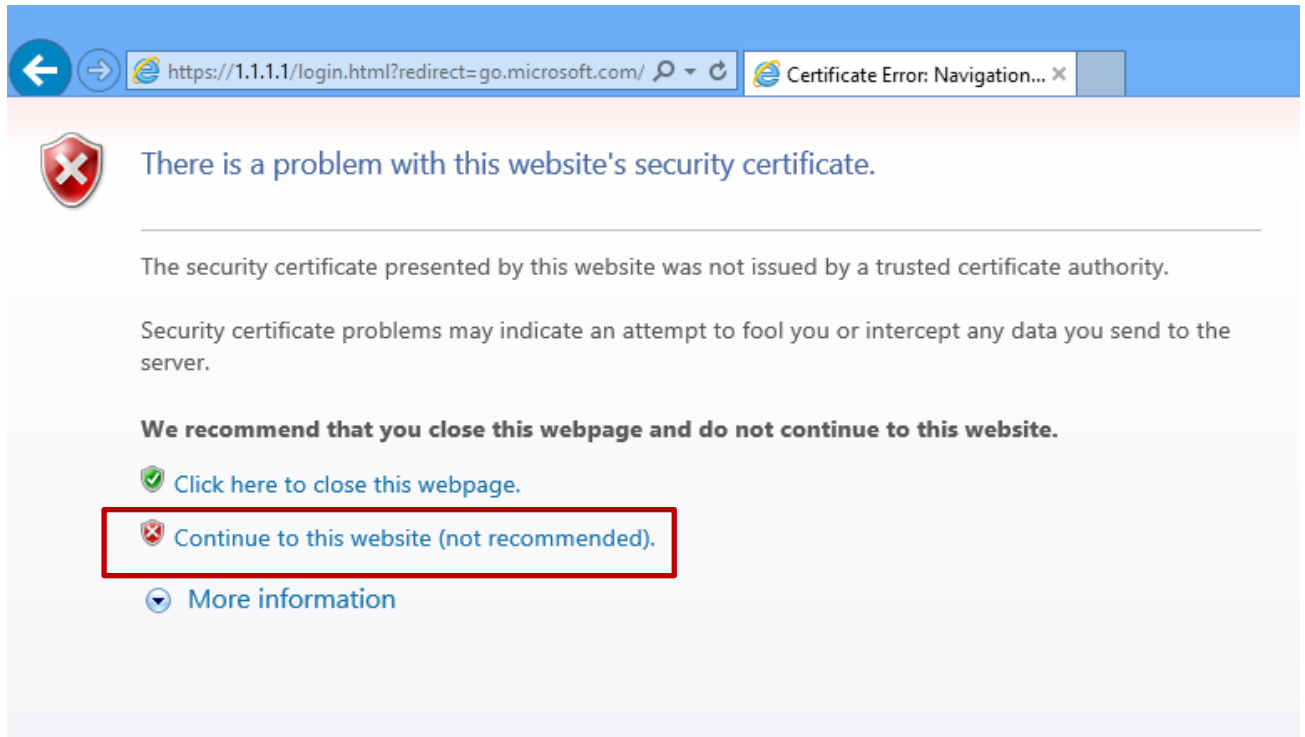 https://1.1.1.1/login.html?redirect=go.microsoft.com/
Certificate Error: Navigation...
There is a problem with this website's security certificate.
The security certificate presented by this website was not issued by a trusted certificate authority.
Security certificate problems may indicate an attempt to fool you or intercept any data you send to the
server.
We recommend that you close this webpage and do not continue to this website.
Click here to close this webpage.
Continue to this website (not recommended).
More information